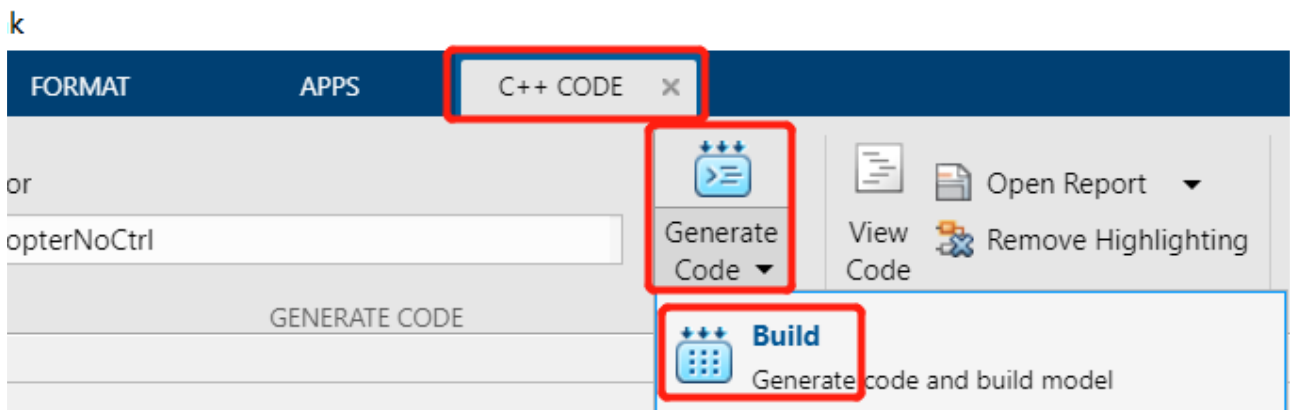 k
FORMAT APPS C++ CODE
or
opterNoCtrl
Generate
Code
View
Code
Open Report
Remove Highlighting
GENERATE CODE
Build
Generate code and build model